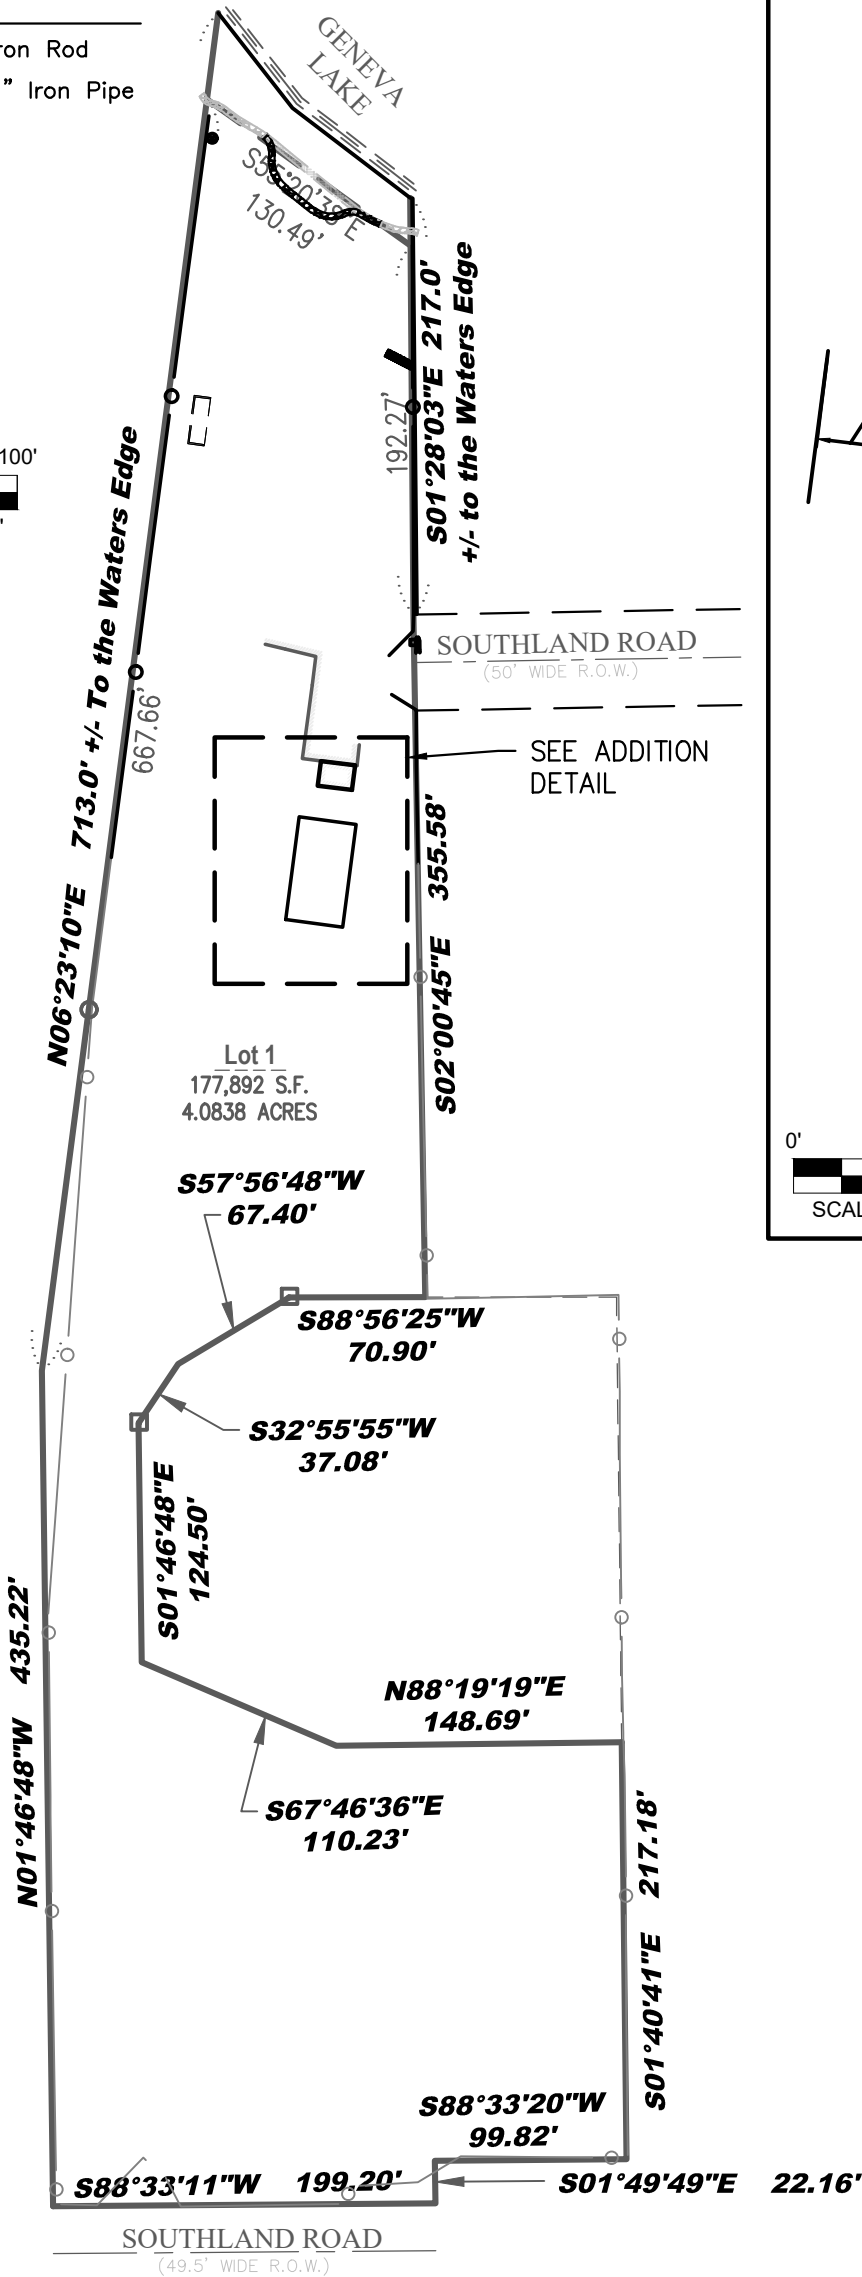 ron Rod
" Iron Pipe
GENEVA
LAKE
S55°20'38"E
130.49'
S01°28'03"E 217.0'
+/- to the Waters Edge
192.27'
100'
'
713.0' +/- To the Waters Edge
N06°23'10"E
667.66'
SOUTHLAND ROAD
(50' WIDE R.O.W.)
SEE ADDITION
DETAIL
355.58'
S02°00'45"E
Lot 1
177,892 S.F.
4.0838 ACRES
0'
SCAL
S57°56'48"W
67.40'
S88°56'25"W
70.90'
S32°55'55"W
37.08'
S01°46'48"E
124.50'
N01°46'48"W 435.22'
N88°19'19"E
148.69'
S67°46'36"E
110.23'
S01°40'41"E 217.18'
S88°33'20"W
99.82'
S88°33'11"W 199.20'
S01°49'49"E 22.16'
SOUTHLAND ROAD
(49.5' WIDE R.O.W.)